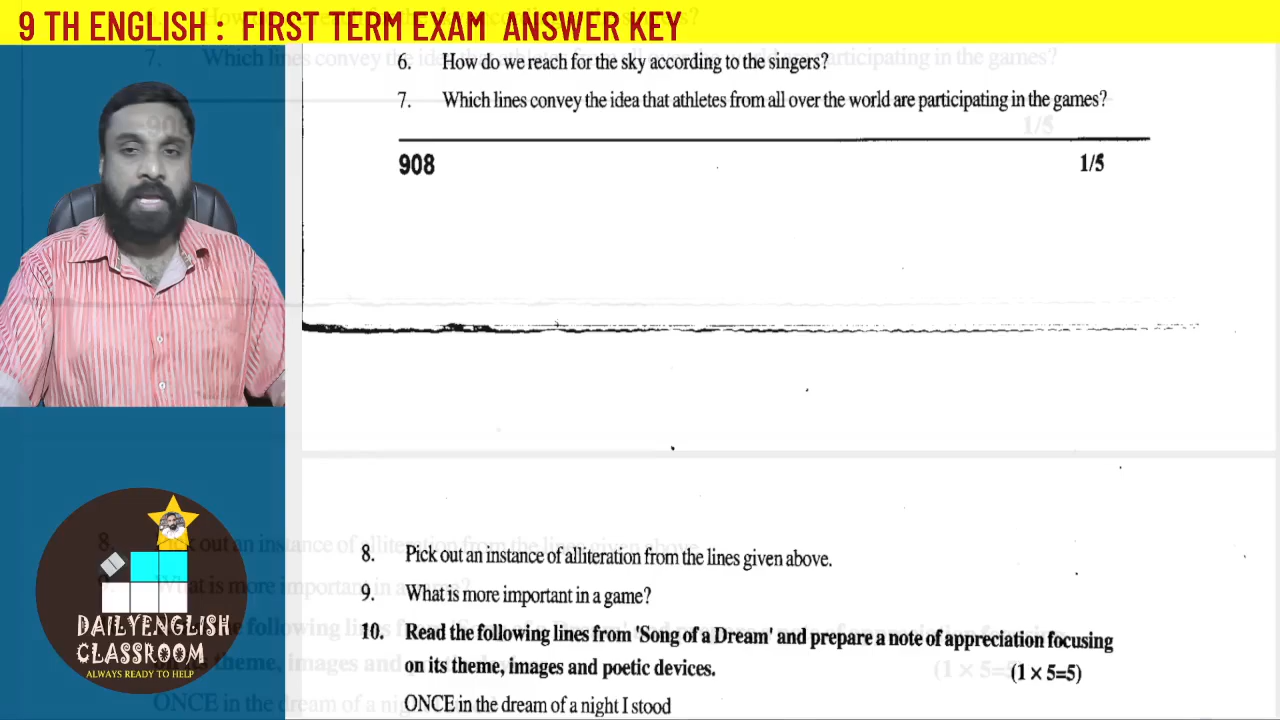 9 TH ENGLISH : FIRST TERM EXAM ANSWER KEY
6. How do we reach for the sky according to the singers?
7. Which lines convey the idea that athletes from all over the world are participating in the games?
908 1/5
8. Pick out an instance of alliteration from the lines given above.
9. What is more important in a game?
10. Read the following lines from 'Song of a Dream' and prepare a note of appreciation focusing
on its theme, images and poetic devices. (1 × 5=5)
ONCE in the dream of a night I stood
DAILYENGLISH
CLASSROOM
ALWAYS READY TO HELP